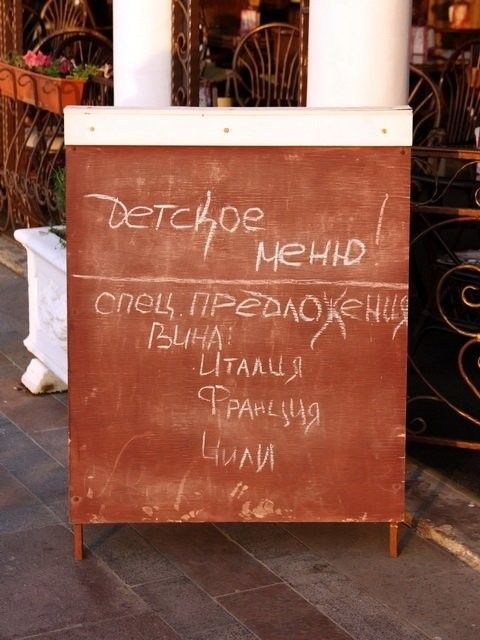 Детское
меню!
спец. предложения
Вина:
Италия
Франция
Чили